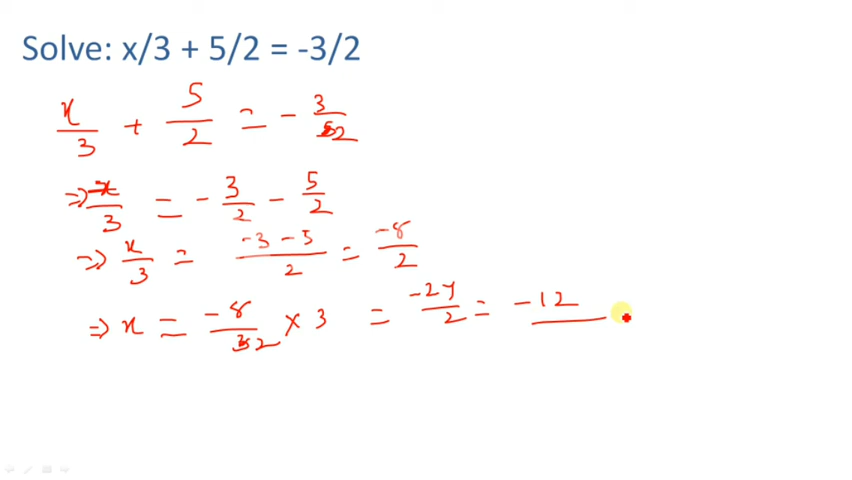 Solve: x/3 + 5/2 = -3/2
x/3 + 5/2 = - 3/2
⇒ x/3 = - 3/2 - 5/2
⇒ x/3 = -3-5/2 = -8/2
⇒ x = -8/2 × 3 = -24/2 = -12